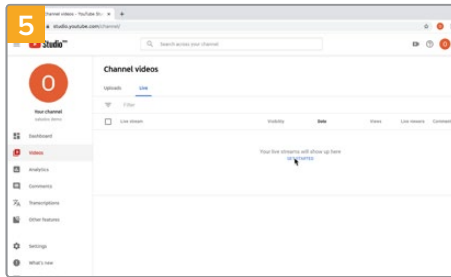 5
Channel videos - YouTube Stu
studio.youtube.com/channel/
Studio
Search across your channel
O
Channel videos
Uploads
Live
Filter
Live stream
Visibility
Date
Views
Live viewers
Comments
Your live streams will show up here
GET STARTED
O
Your channel
Dashboard
Videos
Analytics
Comments
Transcriptions
Other features
Settings
What's new